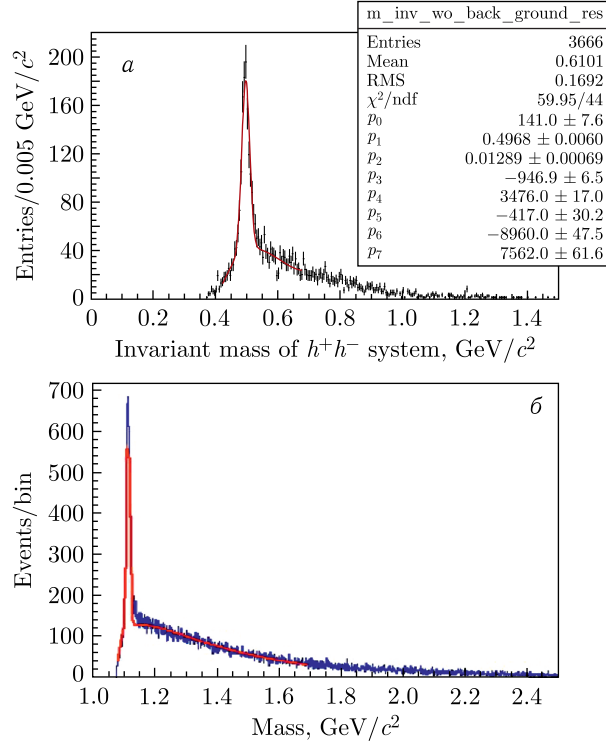 m_inv_wo_back_ground_res
Entries 3666
Mean 0.6101
RMS 0.1692
χ²/ndf 59.95/44
p₀ 141.0 ± 7.6
p₁ 0.4968 ± 0.0060
p₂ 0.01289 ± 0.00069
p₃ −946.9 ± 6.5
p₄ 3476.0 ± 17.0
p₅ −417.0 ± 30.2
p₆ −8960.0 ± 47.5
p₇ 7562.0 ± 61.6
а
Entries/0.005 GeV/c²
200
160
120
80
40
0
0 0.2 0.4 0.6 0.8 1.0 1.2 1.4
Invariant mass of h⁺h⁻ system, GeV/c²
б
Events/bin
700
600
500
400
300
200
100
0
1.0 1.2 1.4 1.6 1.8 2.0 2.2 2.4
Mass, GeV/c²